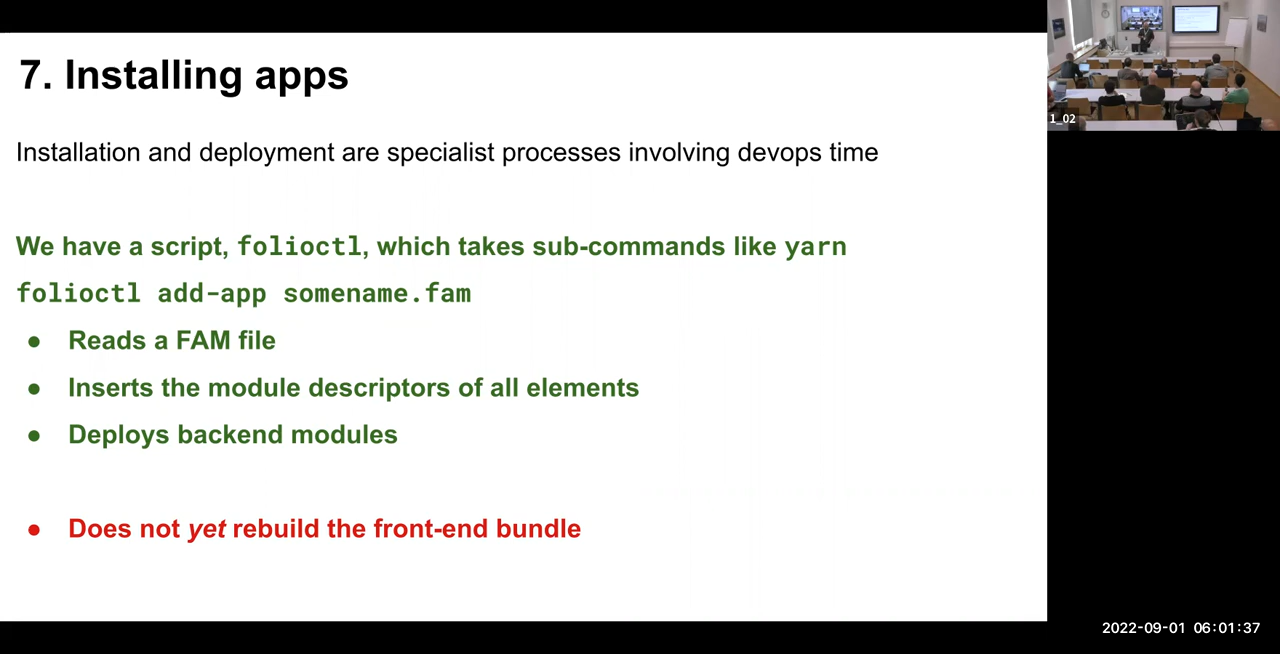 7. Installing apps
Installation and deployment are specialist processes involving devops time
We have a script, folioctl, which takes sub-commands like yarn
folioctl add-app somename.fam
● Reads a FAM file
● Inserts the module descriptors of all elements
● Deploys backend modules
● Does not yet rebuild the front-end bundle
1_02
2022-09-01 06:01:37